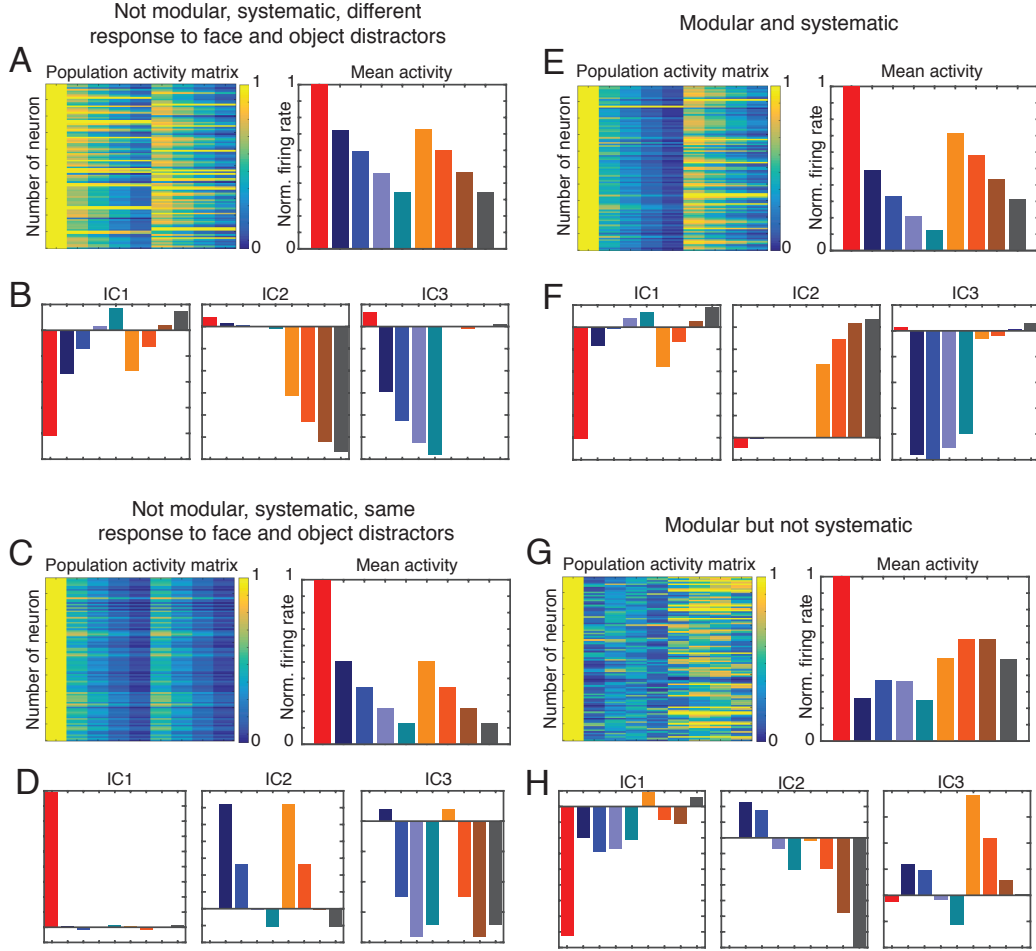 Not modular, systematic, different
response to face and object distractors
A
Population activity matrix
1
0
Number of neuron
Mean activity
1
0
Norm. firing rate
B
IC1
IC2
IC3
Not modular, systematic, same
response to face and object distractors
C
Population activity matrix
1
0
Number of neuron
Mean activity
1
0
Norm. firing rate
D
IC1
IC2
IC3
Modular and systematic
E
Population activity matrix
1
0
Number of neuron
Mean activity
1
0
Norm. firing rate
F
IC1
IC2
IC3
Modular but not systematic
G
Population activity matrix
1
0
Number of neuron
Mean activity
1
0
Norm. firing rate
H
IC1
IC2
IC3